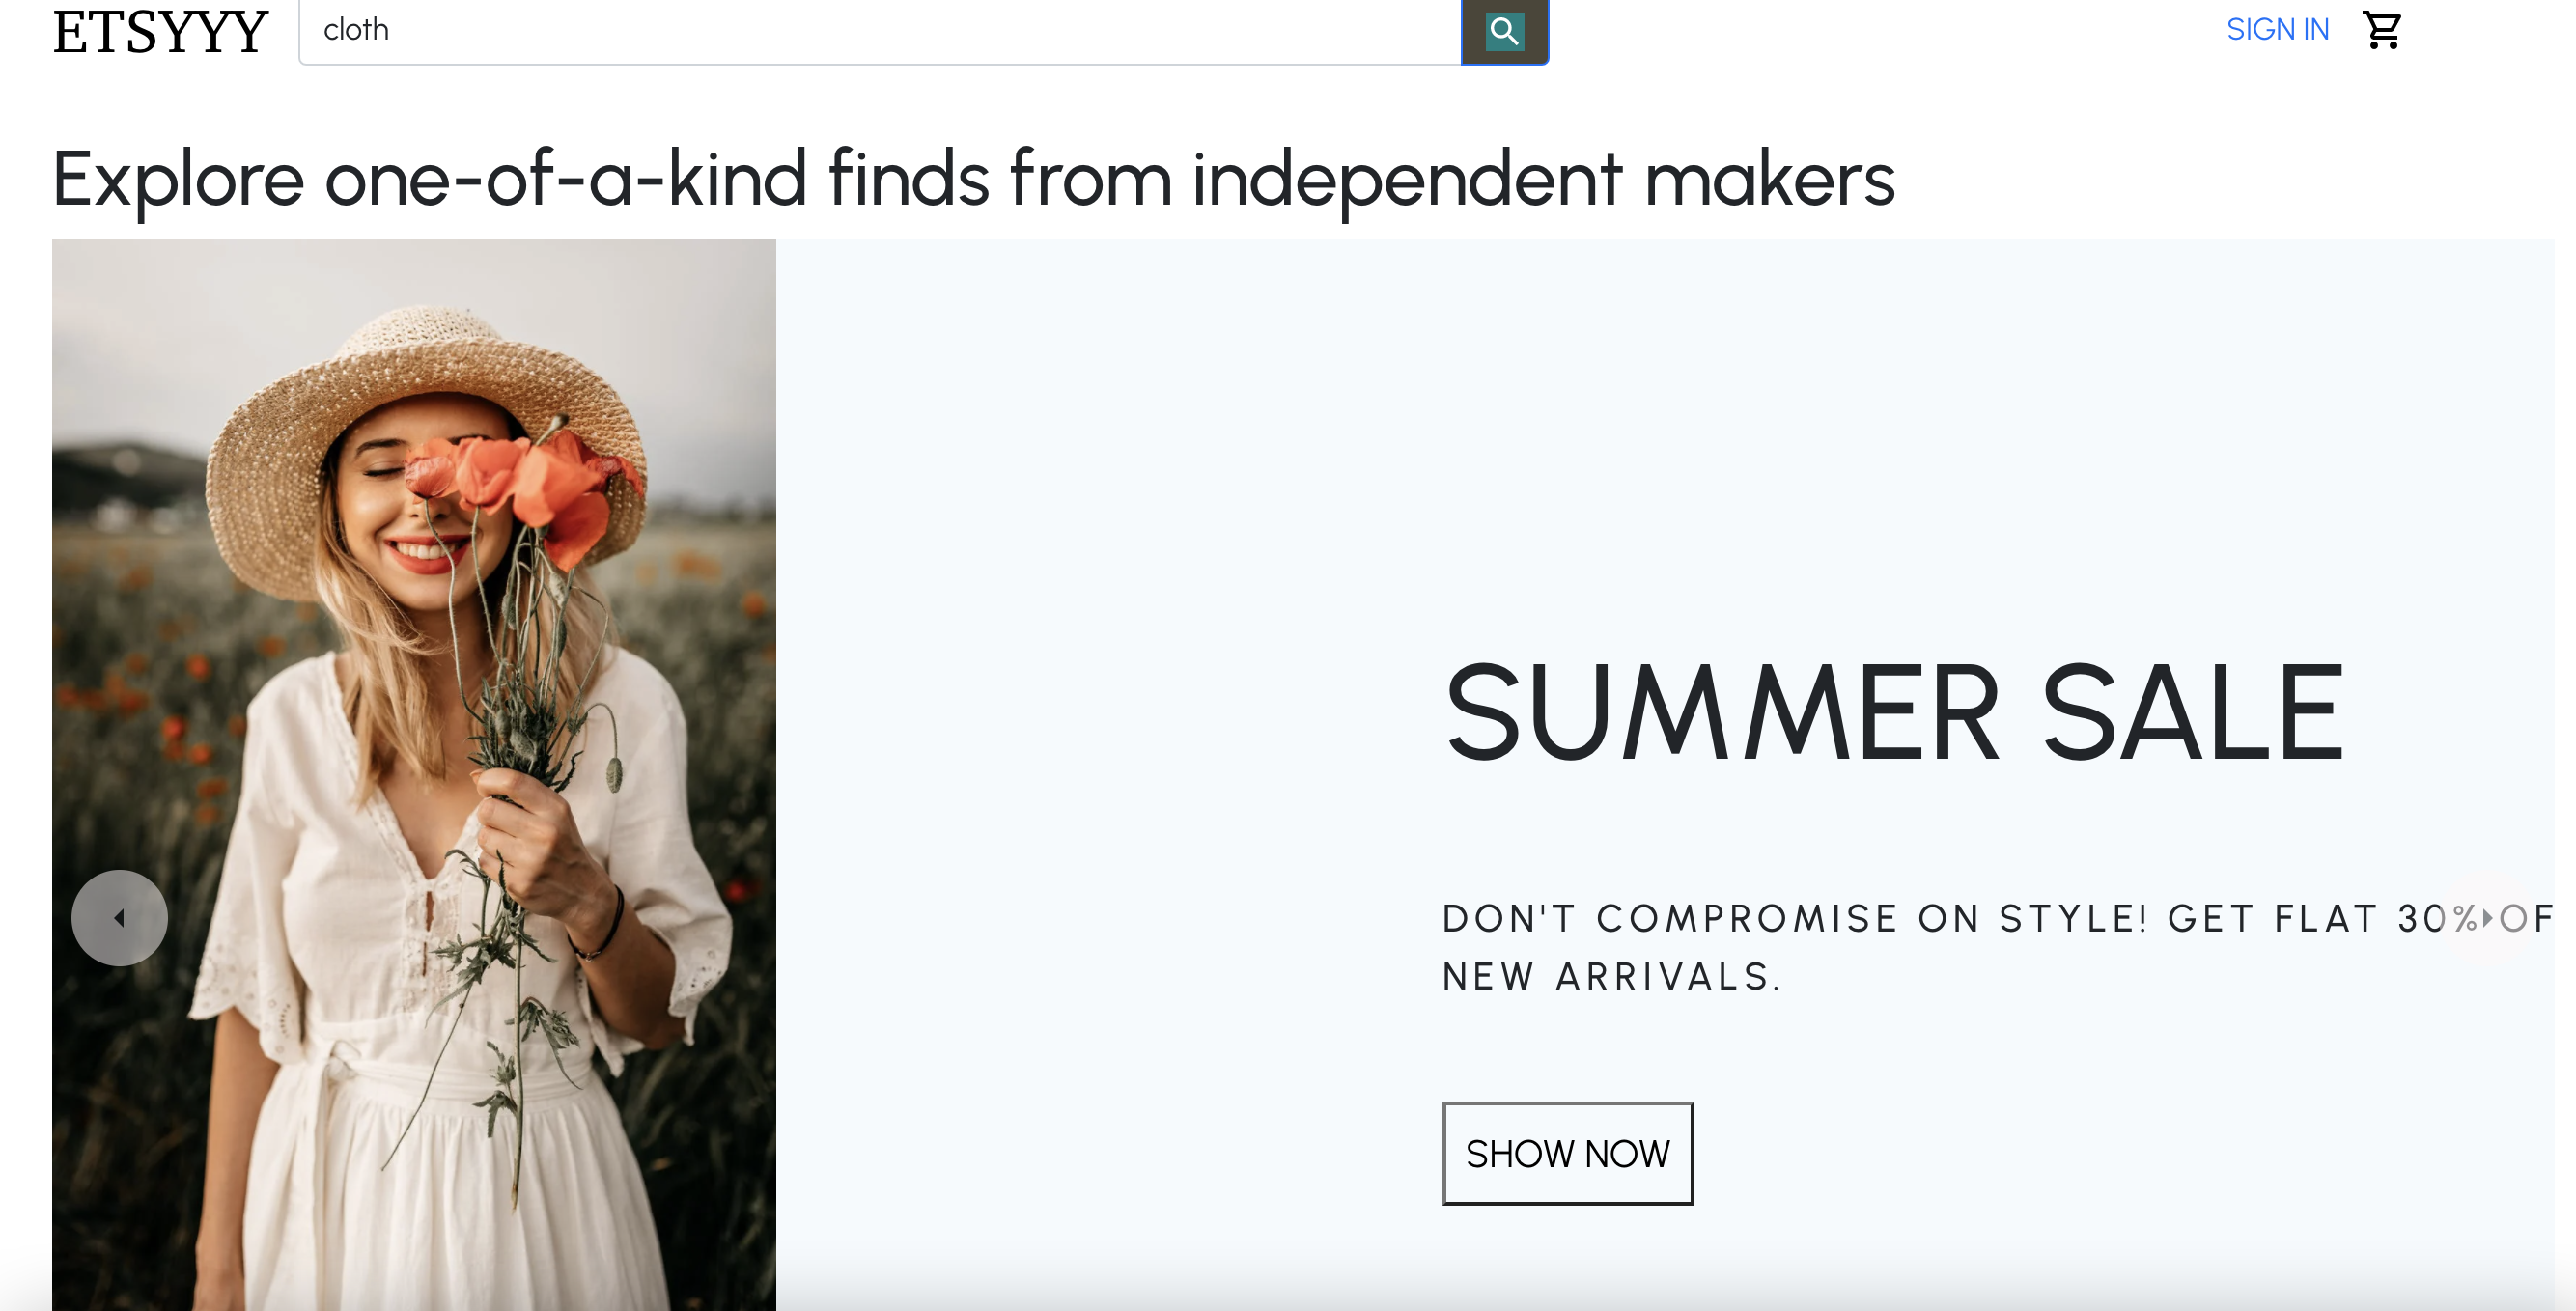 ETSYYY
cloth
SIGN IN
Explore one-of-a-kind finds from independent makers
SUMMER SALE
DON'T COMPROMISE ON STYLE! GET FLAT 30% OF
NEW ARRIVALS.
SHOW NOW